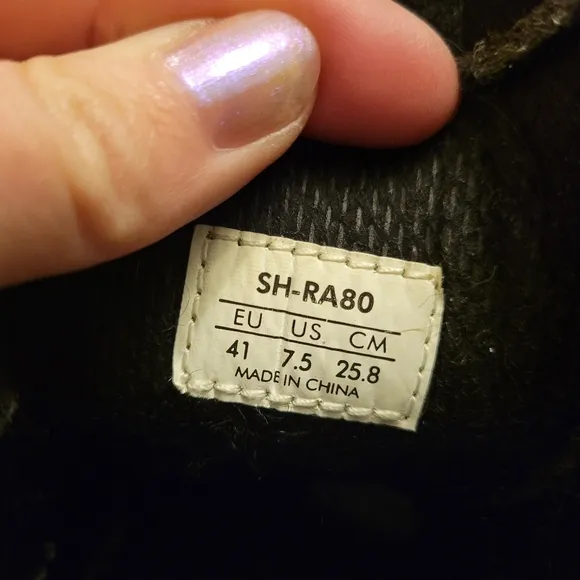 SH-RA80
EU US. CM
41 7.5 25.8
MADE IN CHINA